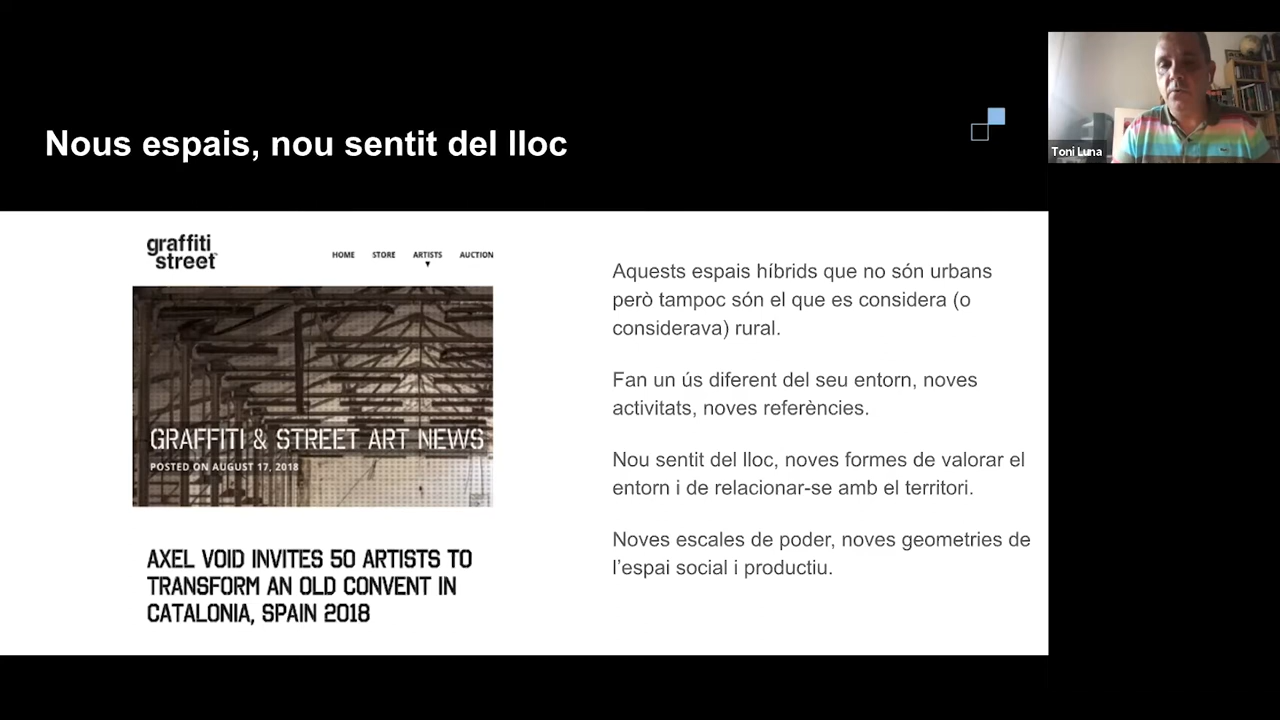 Nous espais, nou sentit del lloc
Toni Luna
graffiti
street
HOME STORE ARTISTS AUCTION
GRAFFITI & STREET ART NEWS
POSTED ON AUGUST 17, 2018
AXEL VOID INVITES 50 ARTISTS TO
TRANSFORM AN OLD CONVENT IN
CATALONIA, SPAIN 2018
Aquests espais híbrids que no són urbans
però tampoc són el que es considera (o
considerava) rural.
Fan un ús diferent del seu entorn, noves
activitats, noves referències.
Nou sentit del lloc, noves formes de valorar el
entorn i de relacionar-se amb el territori.
Noves escales de poder, noves geometries de
l’espai social i productiu.